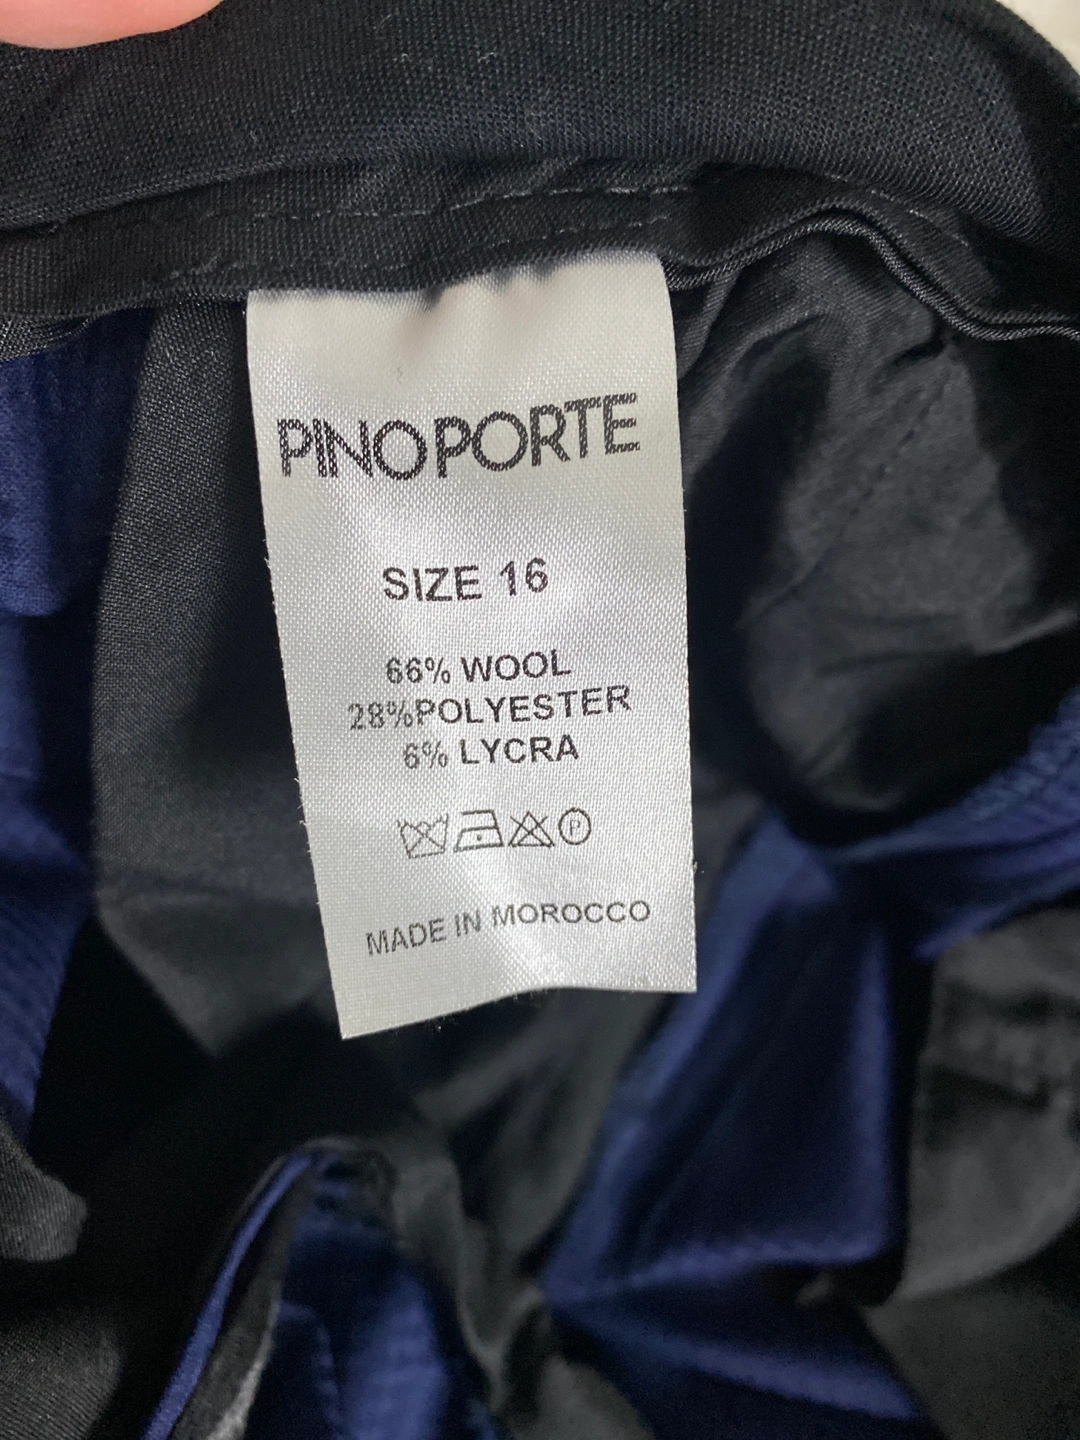 PINOPORTE
SIZE 16
66% WOOL
28%POLYESTER
6% LYCRA
P
MADE IN MOROCCO